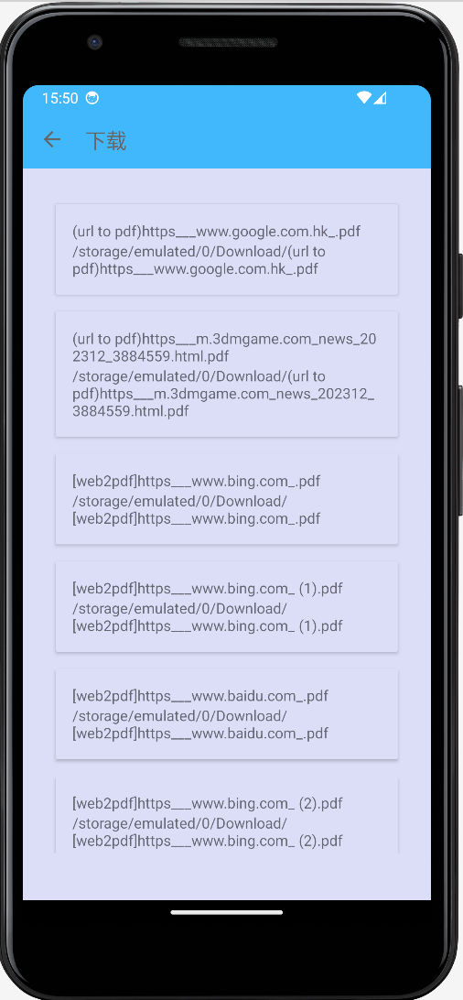 15:50
下载
(url to pdf)https___www.google.com.hk_.pdf
/storage/emulated/0/Download/(url to
pdf)https___www.google.com.hk_.pdf
(url to pdf)https___m.3dmgame.com_news_20
2312_3884559.html.pdf
/storage/emulated/0/Download/(url to
pdf)https___m.3dmgame.com_news_202312_
3884559.html.pdf
[web2pdf]https___www.bing.com_.pdf
/storage/emulated/0/Download/
[web2pdf]https___www.bing.com_.pdf
[web2pdf]https___www.bing.com_ (1).pdf
/storage/emulated/0/Download/
[web2pdf]https___www.bing.com_ (1).pdf
[web2pdf]https___www.baidu.com_.pdf
/storage/emulated/0/Download/
[web2pdf]https___www.baidu.com_.pdf
[web2pdf]https___www.bing.com_ (2).pdf
/storage/emulated/0/Download/
[web2pdf]https___www.bing.com_ (2).pdf